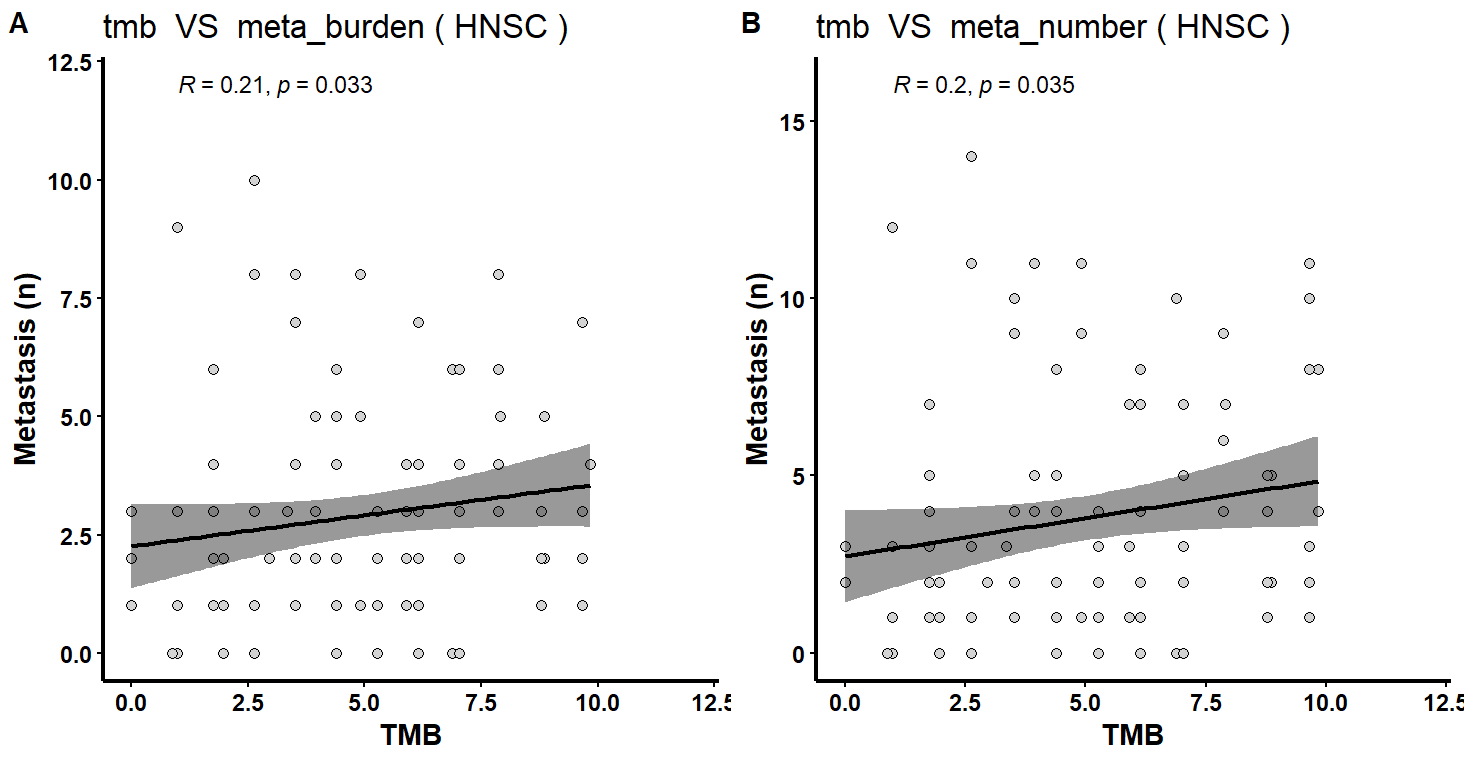 A
tmb VS meta_burden ( HNSC )
R = 0.21, p = 0.033
Metastasis (n)
12.5
10.0
7.5
5.0
2.5
0.0
0.0 2.5 5.0 7.5 10.0 12.5
TMB
B
tmb VS meta_number ( HNSC )
R = 0.2, p = 0.035
Metastasis (n)
15
10
5
0
0.0 2.5 5.0 7.5 10.0 12.5
TMB